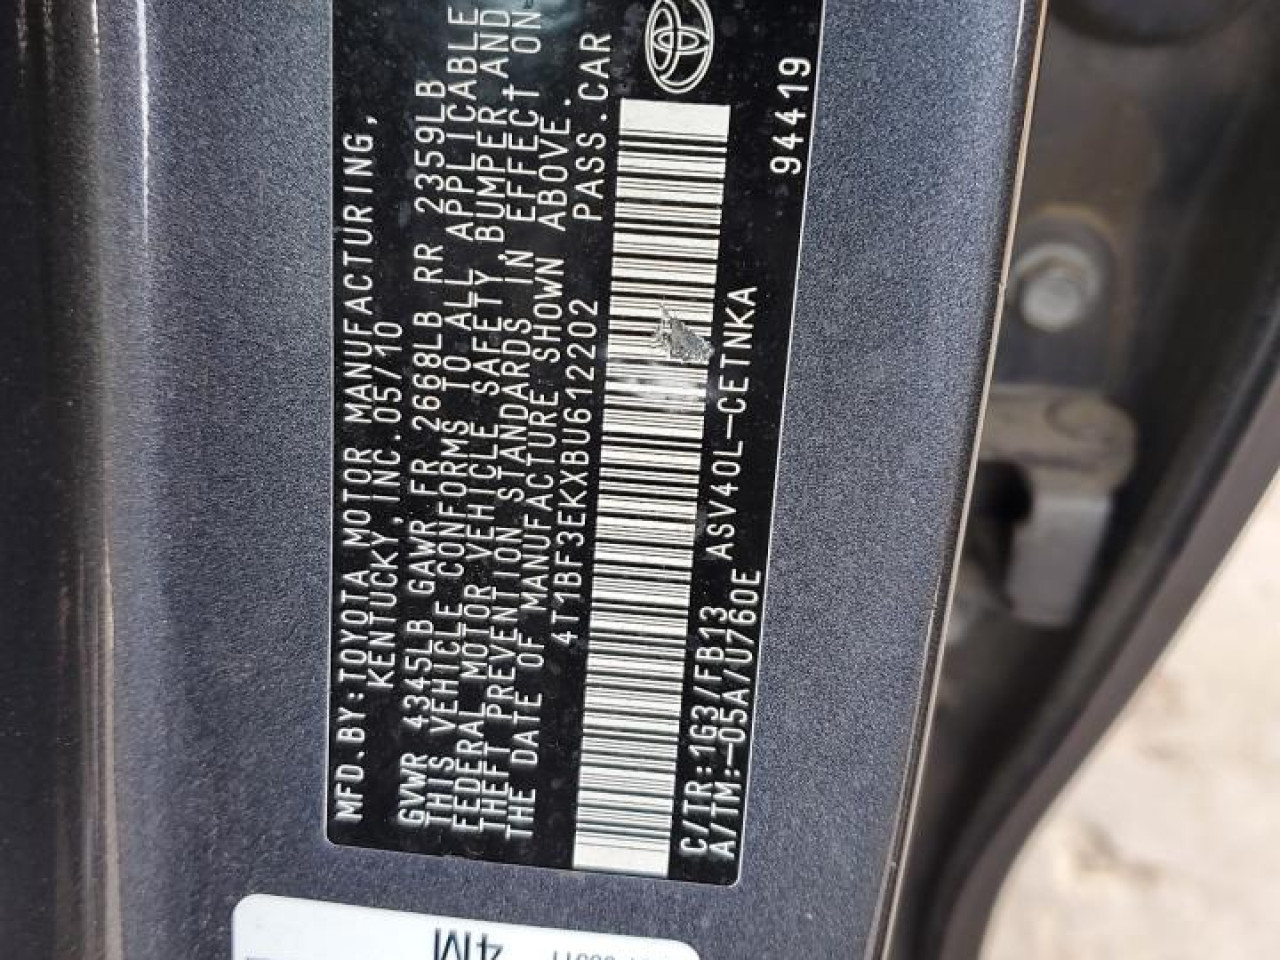 MFD.BY:TOYOTA MOTOR MANUFACTURING,
KENTUCKY,INC.05/10
GVWR 4345LB GAWR FR 2668LB RR 2359LB
THIS VEHICLE CONFORMS TO ALL APPLICABLE
FEDERAL MOTOR VEHICLE SAFETY,BUMPER AND
THEFT PREVENTION STANDARDS IN EFFECT ON
THE DATE OF MANUFACTURE SHOWN ABOVE.
4T1BF3EKXBU612202 PASS.CAR
C/TR:1G3/FB13 ASV40L-CETNKA
A/TM:-05A/U760E
94419
4M